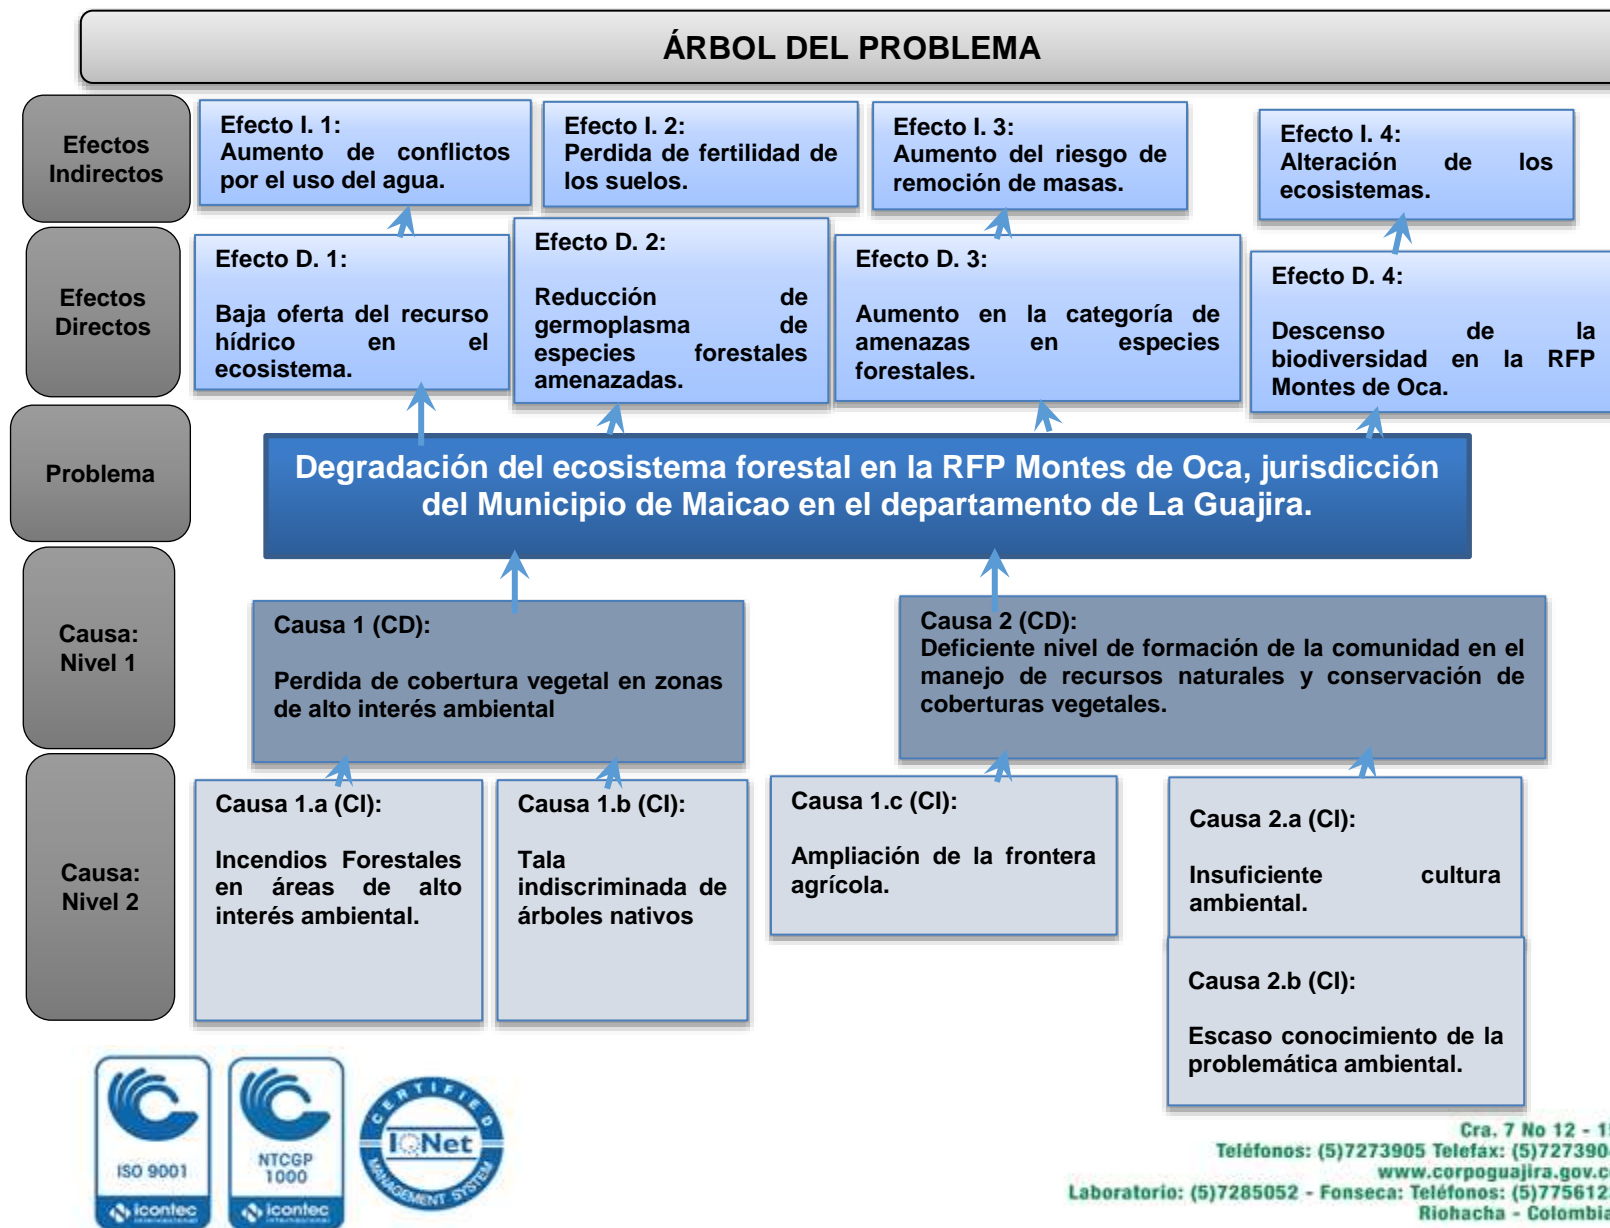 ÁRBOL DEL PROBLEMA
Efectos
Indirectos
Efecto I. 1:
Aumento de conflictos
por el uso del agua.
Efecto I. 2:
Perdida de fertilidad de
los suelos.
Efecto I. 3:
Aumento del riesgo de
remoción de masas.
Efecto I. 4:
Alteración de los
ecosistemas.
Efectos
Directos
Efecto D. 1:
Baja oferta del recurso
hídrico en el
ecosistema.
Efecto D. 2:
Reducción de
germoplasma de
especies forestales
amenazadas.
Efecto D. 3:
Aumento en la categoría de
amenazas en especies
forestales.
Efecto D. 4:
Descenso de la
biodiversidad en la RFP
Montes de Oca.
Problema
Degradación del ecosistema forestal en la RFP Montes de Oca, jurisdicción
del Municipio de Maicao en el departamento de La Guajira.
Causa:
Nivel 1
Causa 1 (CD):
Perdida de cobertura vegetal en zonas
de alto interés ambiental
Causa 2 (CD):
Deficiente nivel de formación de la comunidad en el
manejo de recursos naturales y conservación de
coberturas vegetales.
Causa:
Nivel 2
Causa 1.a (CI):
Incendios Forestales
en áreas de alto
interés ambiental.
Causa 1.b (CI):
Tala
indiscriminada de
árboles nativos
Causa 1.c (CI):
Ampliación de la frontera
agrícola.
Causa 2.a (CI):
Insuficiente cultura
ambiental.
Causa 2.b (CI):
Escaso conocimiento de la
problemática ambiental.
ISO 9001
icontec
internacional
NTCGP
1000
icontec
internacional
CERTIFIED
IQNet
MANAGEMENT SYSTEM
Cra. 7 No 12 - 
Teléfonos: (5)7273905 Telefax: 
www.corpoguajira.gov.c
Laboratorio: (5)7285052 - Fonseca: Teléfonos: 
Riohacha - Colombia